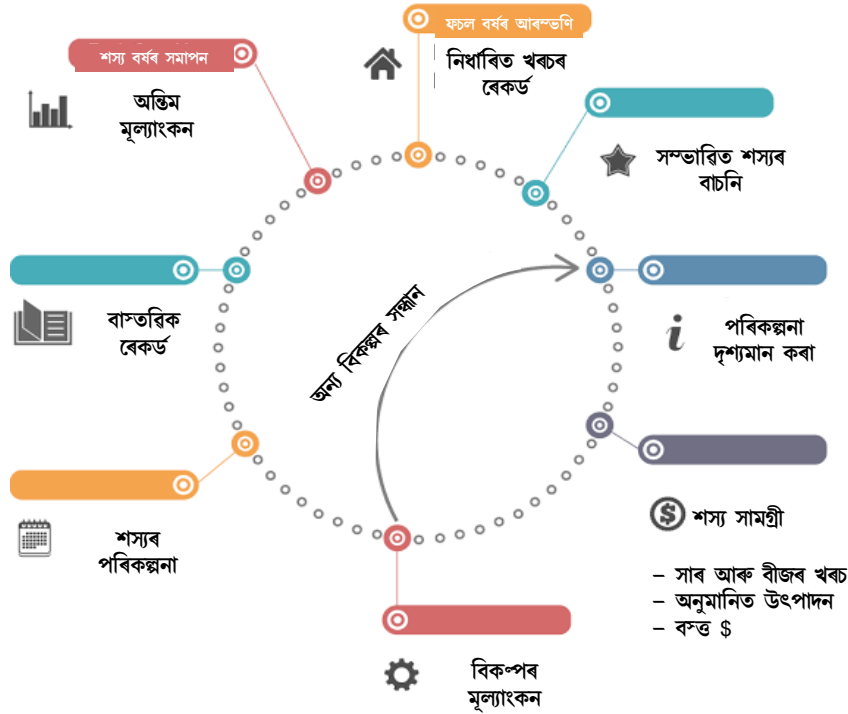 ফচল বৰ্ষৰ আৰম্ভণি
নিৰ্ধাৰিত খৰচৰ
ৰেকৰ্ড
সম্ভাৱিত শস্যৰ
বাচনি
পৰিকল্পনা
দৃশ্যমান কৰা
শস্য সামগ্ৰী
– সাৰ আৰু বীজৰ খৰচ
– অনুমানিত উৎপাদন
– বস্তু $
বিকল্পৰ
মূল্যাংকন
অন্য বিকল্পৰ সন্ধান
শস্যৰ
পৰিকল্পনা
বাস্তৱিক
ৰেকৰ্ড
শস্য বৰ্ষৰ সমাপন
অন্তিম
মূল্যাংকন